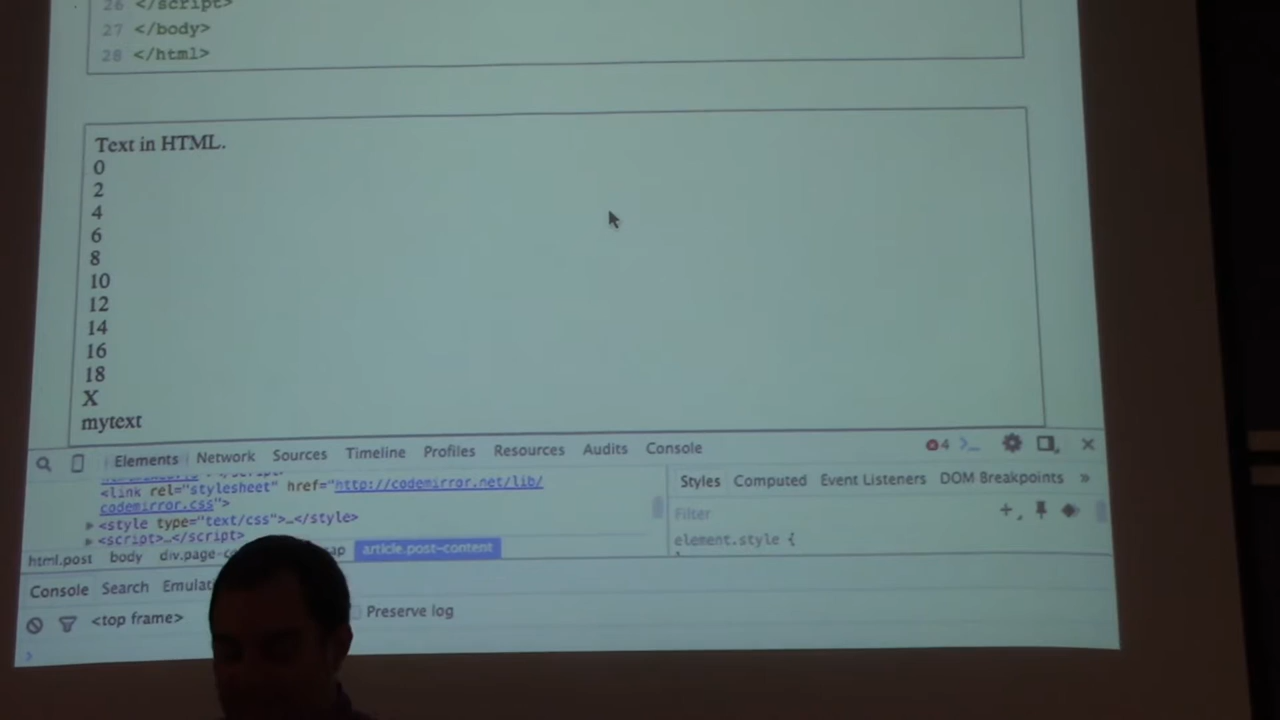 26 </script>
27 </body>
28 </html>
Text in HTML.
0
2
4
6
8
10
12
14
16
18
X
mytext
Elements Network Sources Timeline Profiles Resources Audits Console 4
<link rel="stylesheet" href="http://codemirror.net/lib/
codemirror.css">
<style type="text/css">…</style>
<script>…</script>
html.post body article.post-content
Styles Computed Event Listeners DOM Breakpoints »
Filter
element.style {
Console Search
<top frame> Preserve log